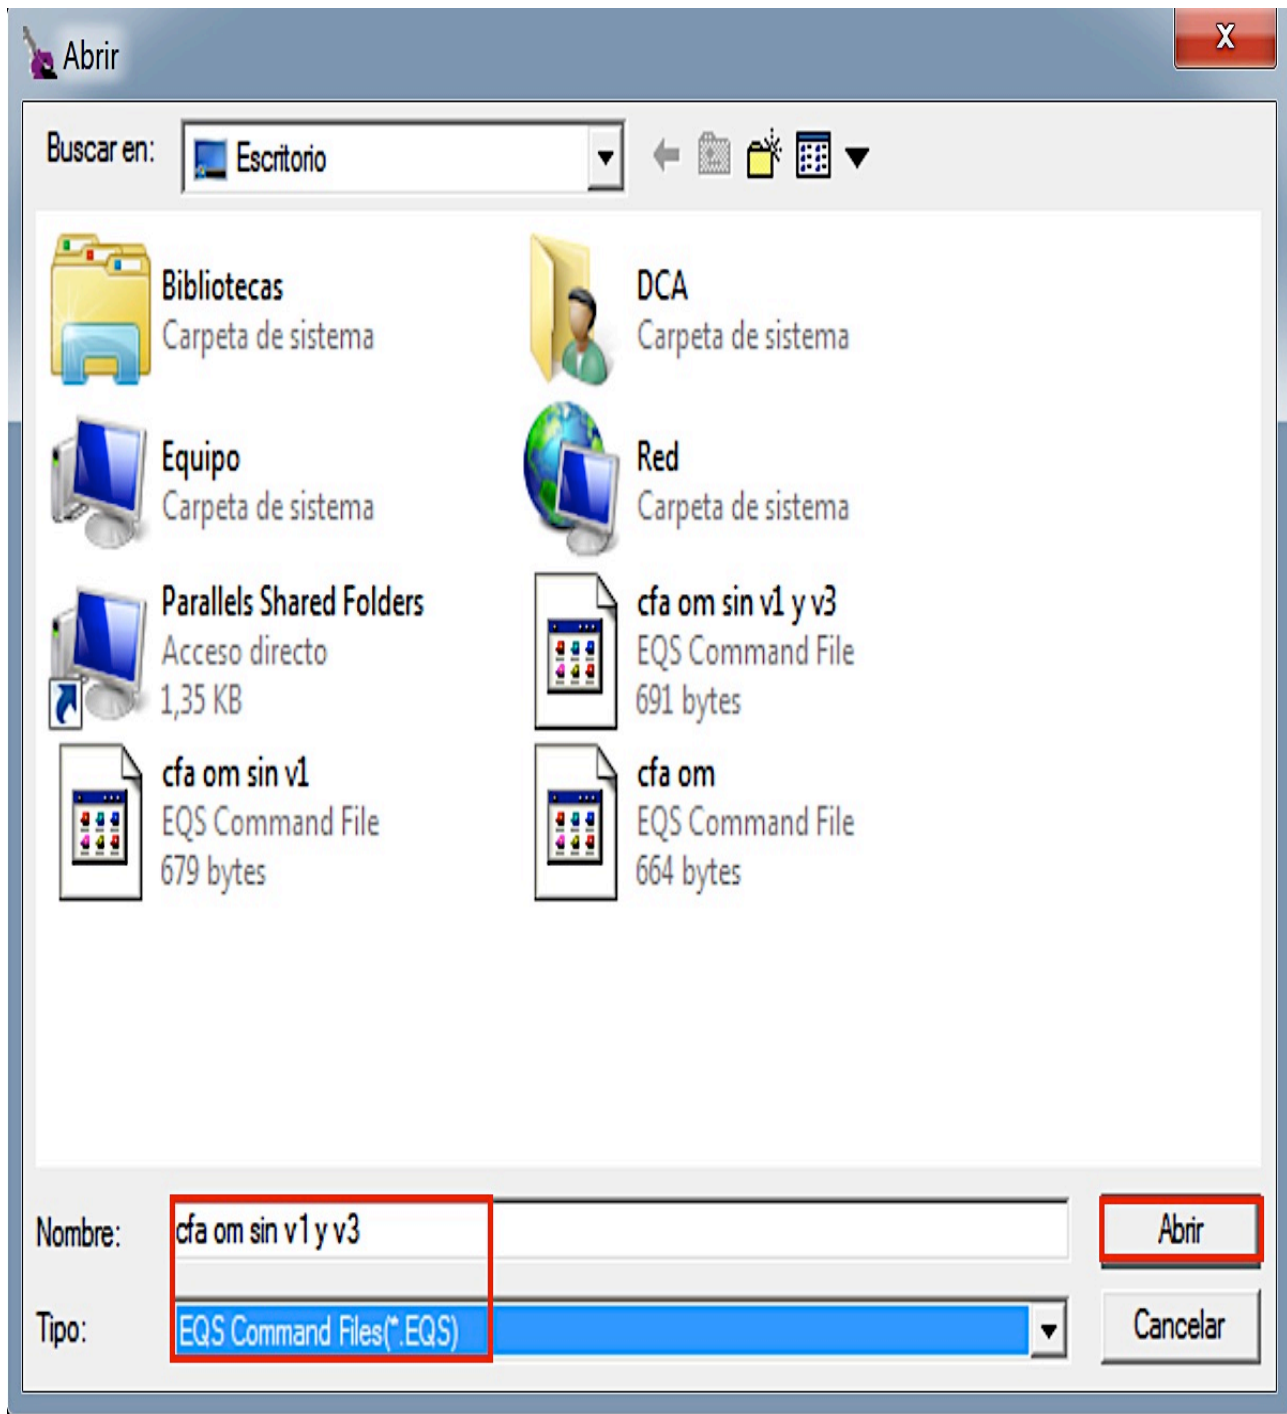 Abrir
X
Buscar en:
Escritorio
Bibliotecas
Carpeta de sistema
DCA
Carpeta de sistema
Equipo
Carpeta de sistema
Red
Carpeta de sistema
Parallels Shared Folders
Acceso directo
1,35 KB
cfa om sin v1 y v3
EQS Command File
691 bytes
cfa om sin v1
EQS Command File
679 bytes
cfa om
EQS Command File
664 bytes
Nombre:
cfa om sin v1 y v3
Abrir
Tipo:
EQS Command Files(*.EQS)
Cancelar